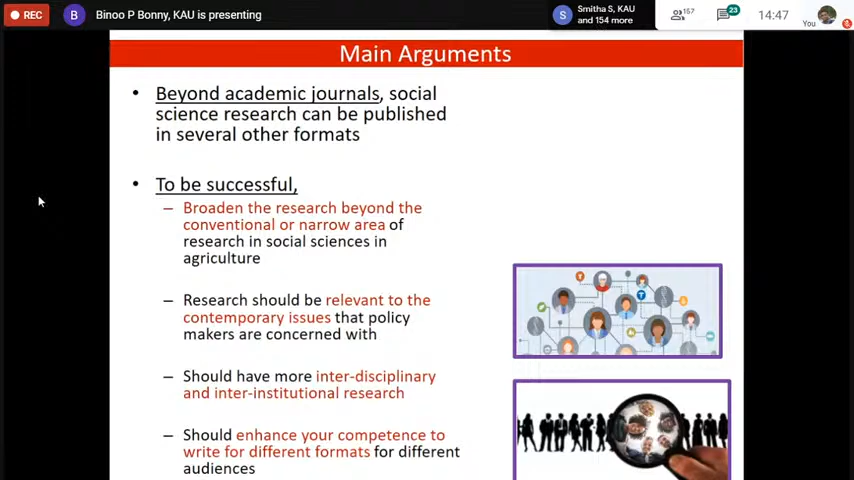 REC
B
Binoo P Bonny, KAU is presenting
S
Smitha S, KAU
and 154 more
157
23
14:47
You
Main Arguments
• Beyond academic journals, social
science research can be published
in several other formats
• To be successful,
– Broaden the research beyond the
conventional or narrow area of
research in social sciences in
agriculture
– Research should be relevant to the
contemporary issues that policy
makers are concerned with
– Should have more inter-disciplinary
and inter-institutional research
– Should enhance your competence to
write for different formats for different
audiences